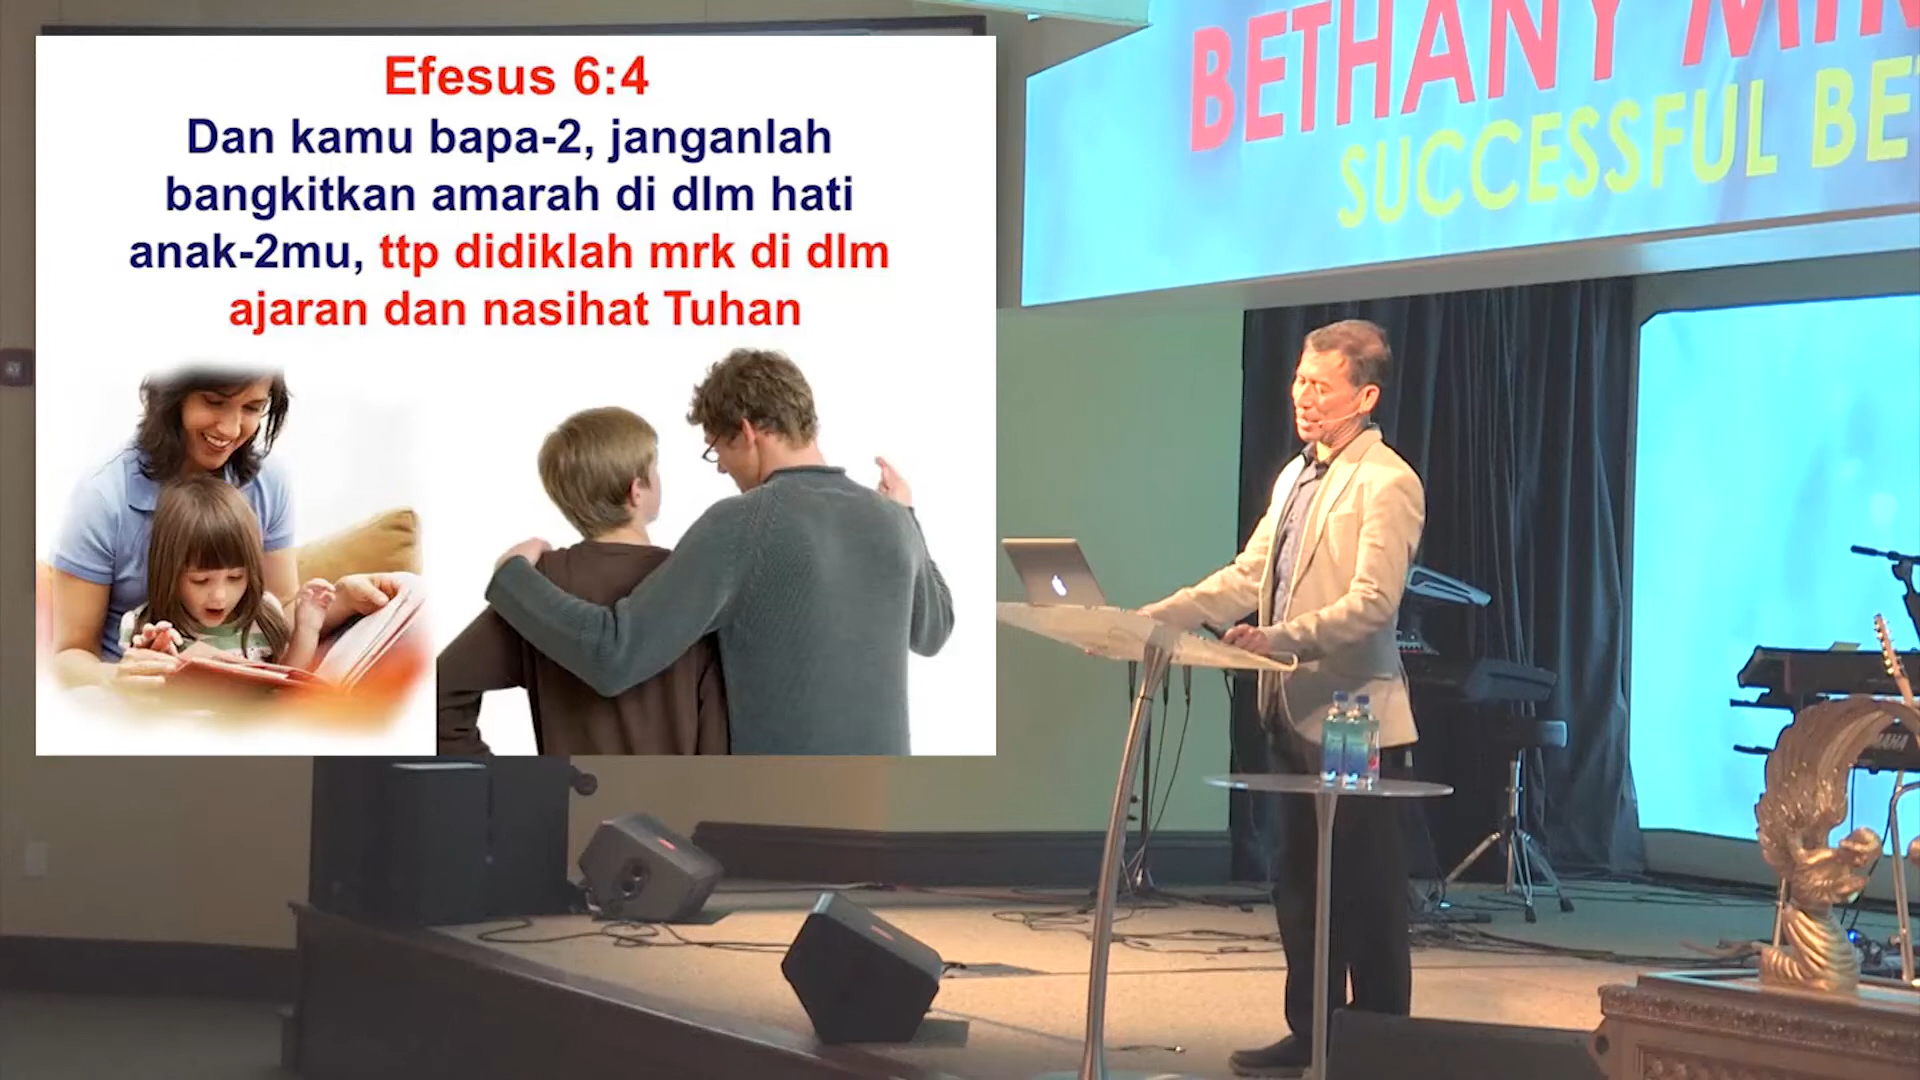 Efesus 6:4
Dan kamu bapa-2, janganlah
bangkitkan amarah di dlm hati
anak-2mu, ttp didiklah mrk di dlm
ajaran dan nasihat Tuhan
BETHANY
SUCCESSFUL
YAMAHA